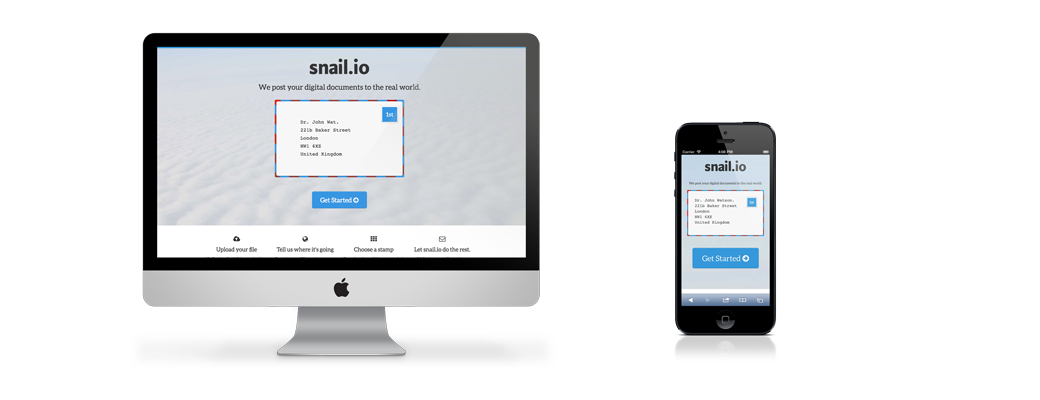 snail.io
We post your digital documents to the real world.
1st
Dr. John Wat.
221b Baker Street
London
NW1 6XE
United Kingdom
Get Started
Upload your file
Tell us where it's going
Choose a stamp
Let snail.io do the rest.
Carrier
4:08 PM
snail.io
We post your digital documents to the real world.
1st
Dr. John Watson.
221b Baker Street
London
NW1 6XE
United Kingdom
Get Started